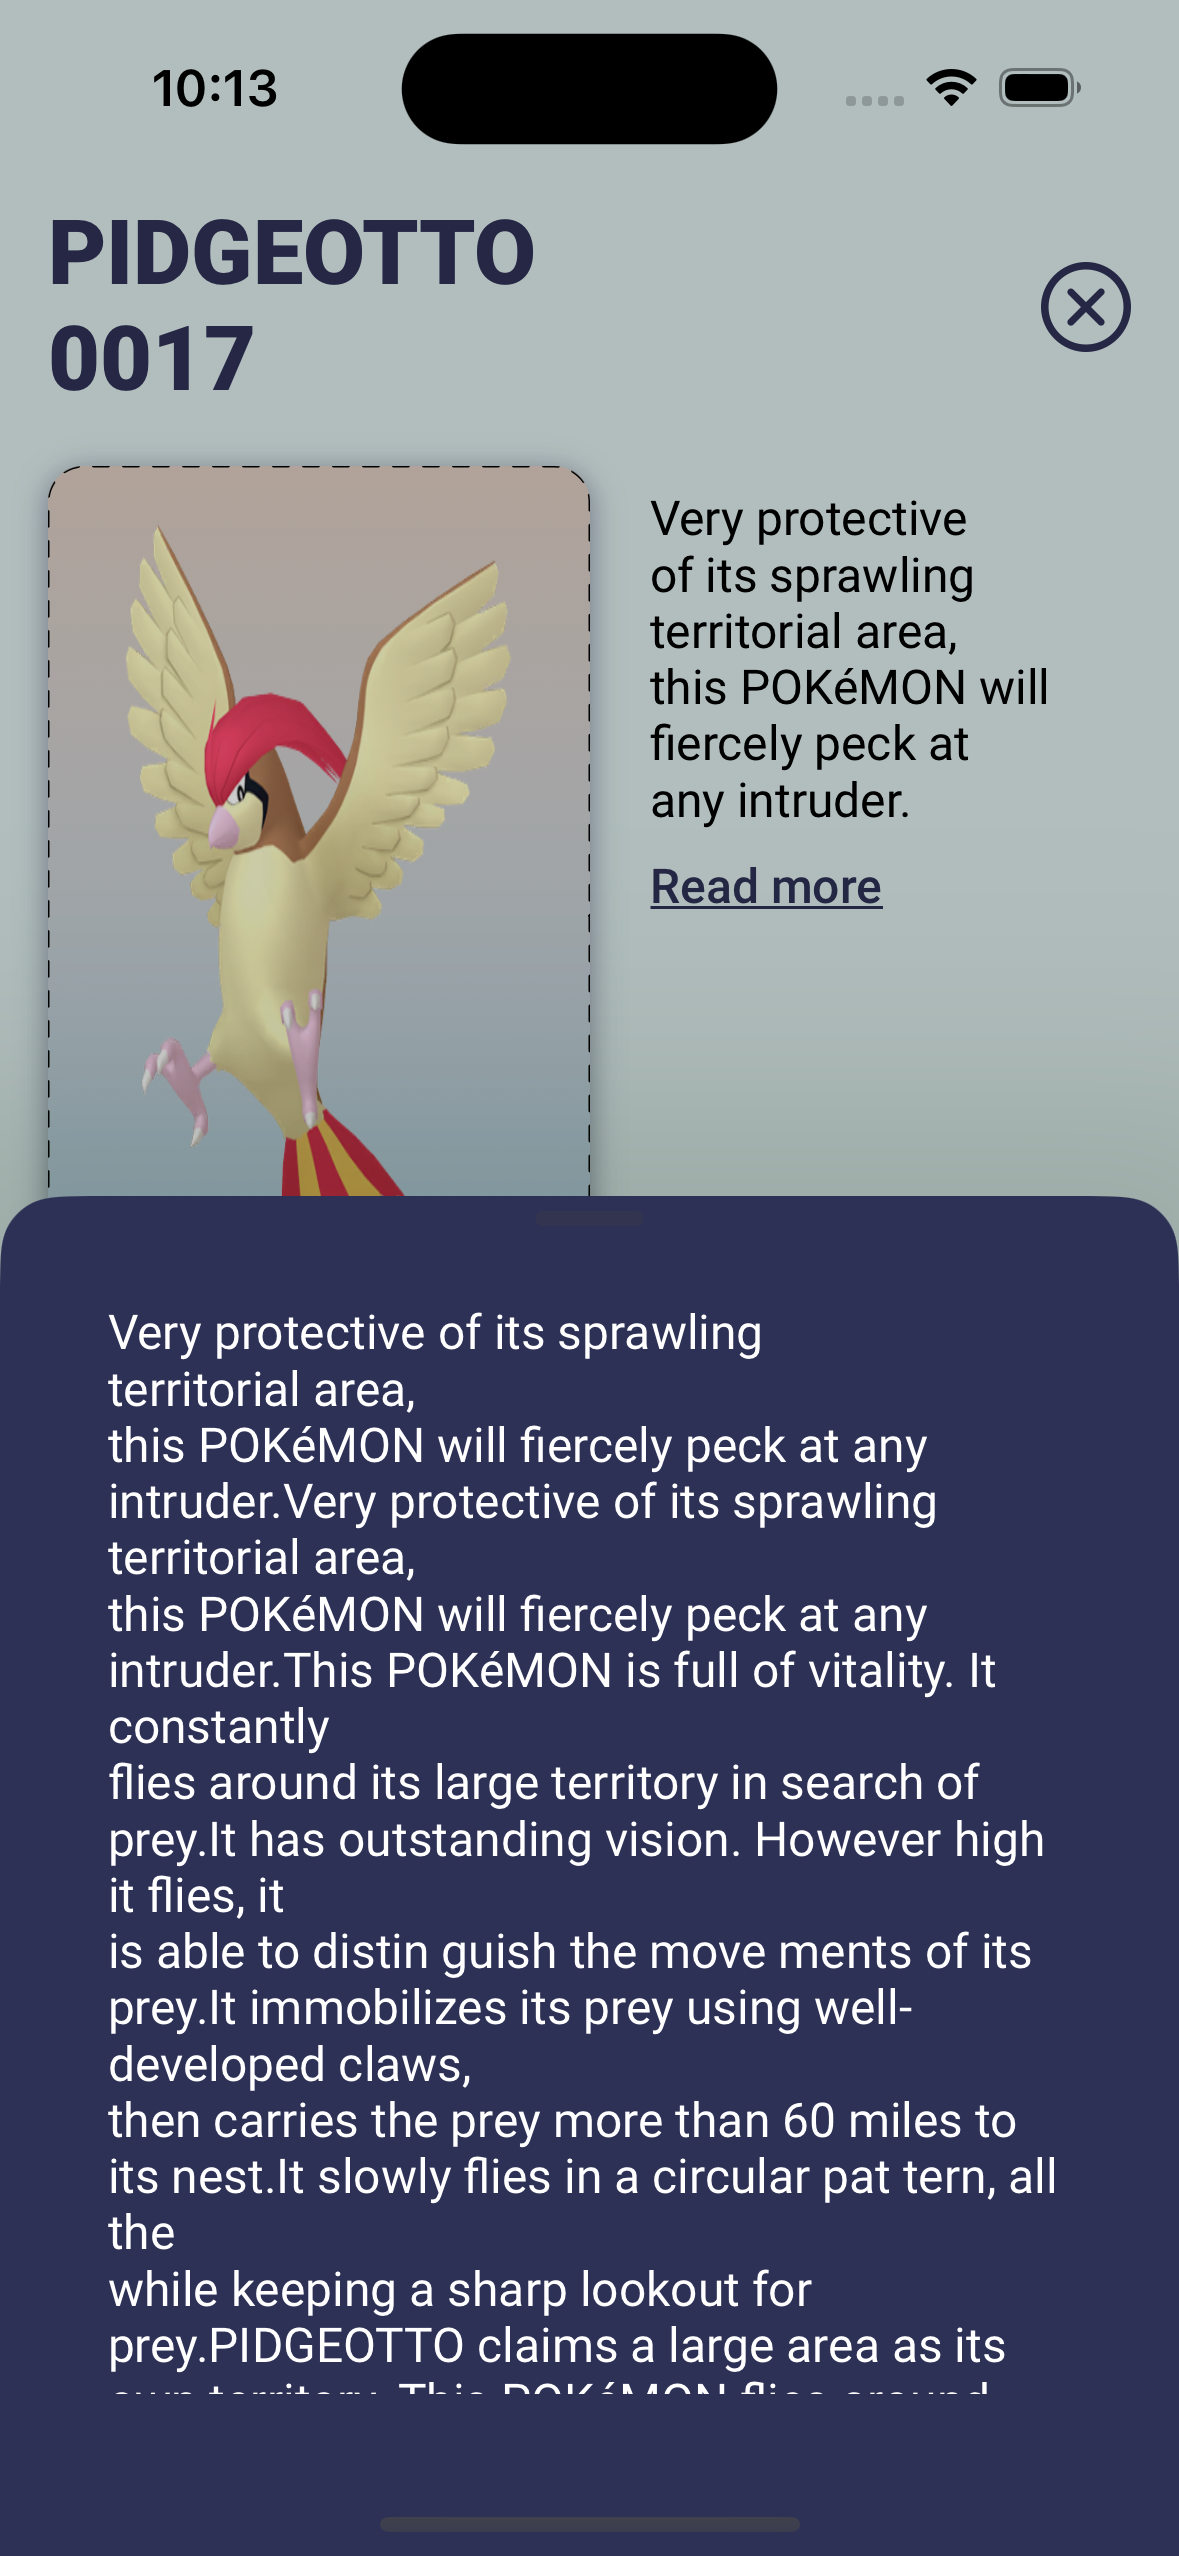 10:13
PIDGEOTTO
0017
Very protective
of its sprawling
territorial area,
this POKéMON will
fiercely peck at
any intruder.
Read more
Very protective of its sprawling
territorial area,
this POKéMON will fiercely peck at any
intruder.Very protective of its sprawling
territorial area,
this POKéMON will fiercely peck at any
intruder.This POKéMON is full of vitality. It
constantly
flies around its large territory in search of
prey.It has outstanding vision. However high
it flies, it
is able to distin guish the move ments of its
prey.It immobilizes its prey using well-
developed claws,
then carries the prey more than 60 miles to
its nest.It slowly flies in a circular pat tern, all
the
while keeping a sharp lookout for
prey.PIDGEOTTO claims a large area as its
own territory. This POKéMON flies around